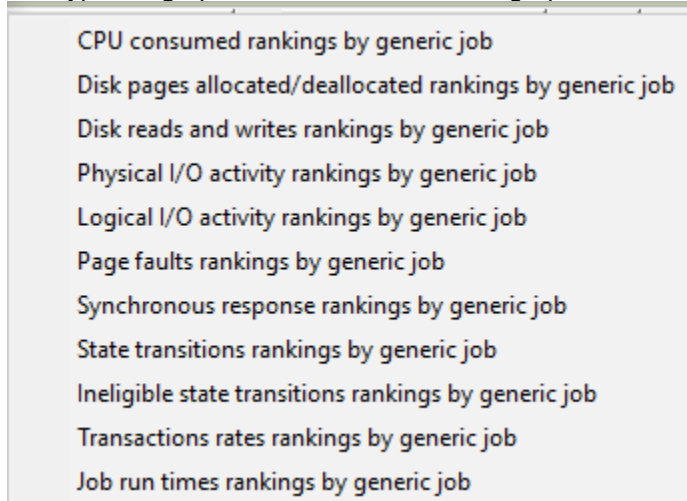 CPU consumed rankings by generic job
Disk pages allocated/deallocated rankings by generic job
Disk reads and writes rankings by generic job
Physical I/O activity rankings by generic job
Logical I/O activity rankings by generic job
Page faults rankings by generic job
Synchronous response rankings by generic job
State transitions rankings by generic job
Ineligible state transitions rankings by generic job
Transactions rates rankings by generic job
Job run times rankings by generic job